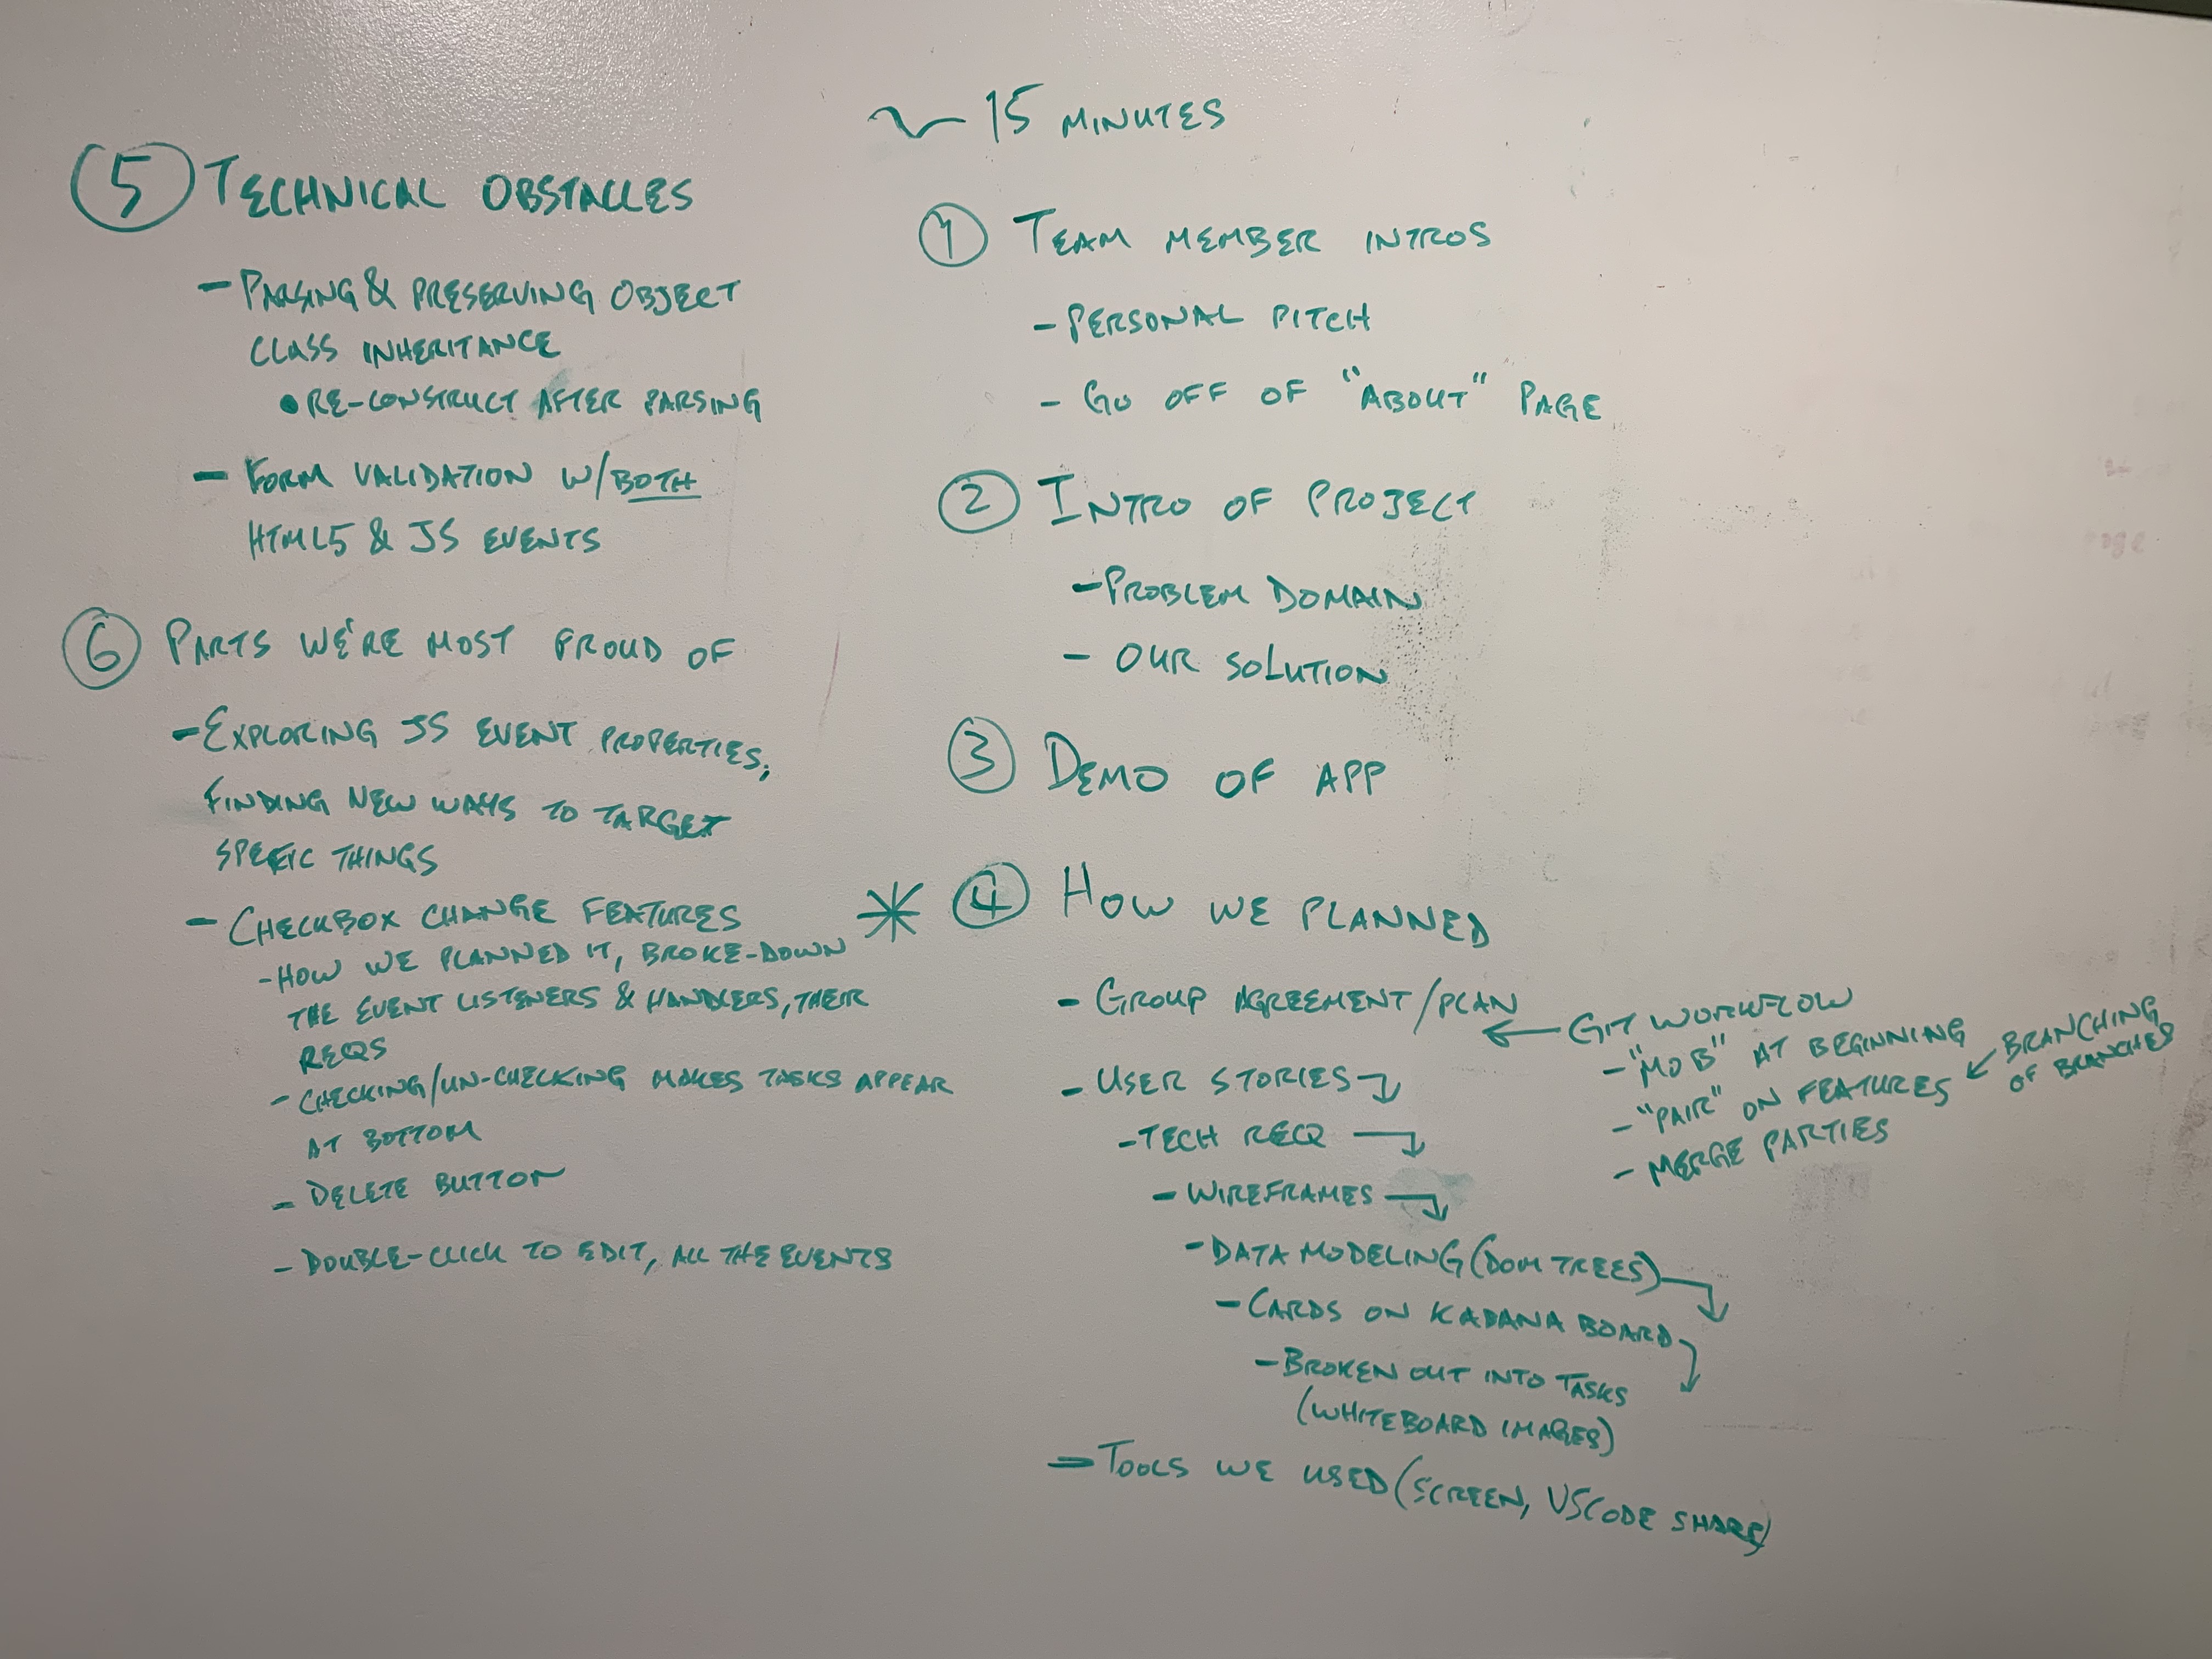 ~ 15 MINUTES
① TEAM MEMBER INTROS
- PERSONAL PITCH
- GO OFF OF "ABOUT" PAGE
② INTRO OF PROJECT
- PROBLEM DOMAIN
- OUR SOLUTION
③ DEMO OF APP
* ④ HOW WE PLANNED
- GROUP AGREEMENT/PLAN
← GIT WORKFLOW
- "MOB" AT BEGINNING
- "PAIR" ON FEATURES
← BRANCHING
OF BRANCHES
- MERGE PARTIES
- USER STORIES
- TECH REQ
- WIREFRAMES
- DATA MODELING (DOM TREES)
- CARDS ON KABANA BOARD
- BROKEN OUT INTO TASKS
(WHITEBOARD IMAGES)
- TOOLS WE USED (SCREEN, VSCODE SHARE)
⑤ TECHNICAL OBSTACLES
- PARSING & PRESERVING OBJECT
CLASS INHERITANCE
• RE-CONSTRUCT AFTER PARSING
- FORM VALIDATION W/BOTH
HTML5 & JS EVENTS
⑥ PARTS WE'RE MOST PROUD OF
- EXPLORING JS EVENT PROPERTIES,
FINDING NEW WAYS TO TARGET
SPECIFIC THINGS
- CHECKBOX CHANGE FEATURES
- HOW WE PLANNED IT, BROKE-DOWN
THE EVENT LISTENERS & HANDLERS, THEIR
REQS
- CHECKING/UN-CHECKING MAKES TASKS APPEAR
AT BOTTOM
- DELETE BUTTON
- DOUBLE-CLICK TO EDIT, ALL THE EVENTS